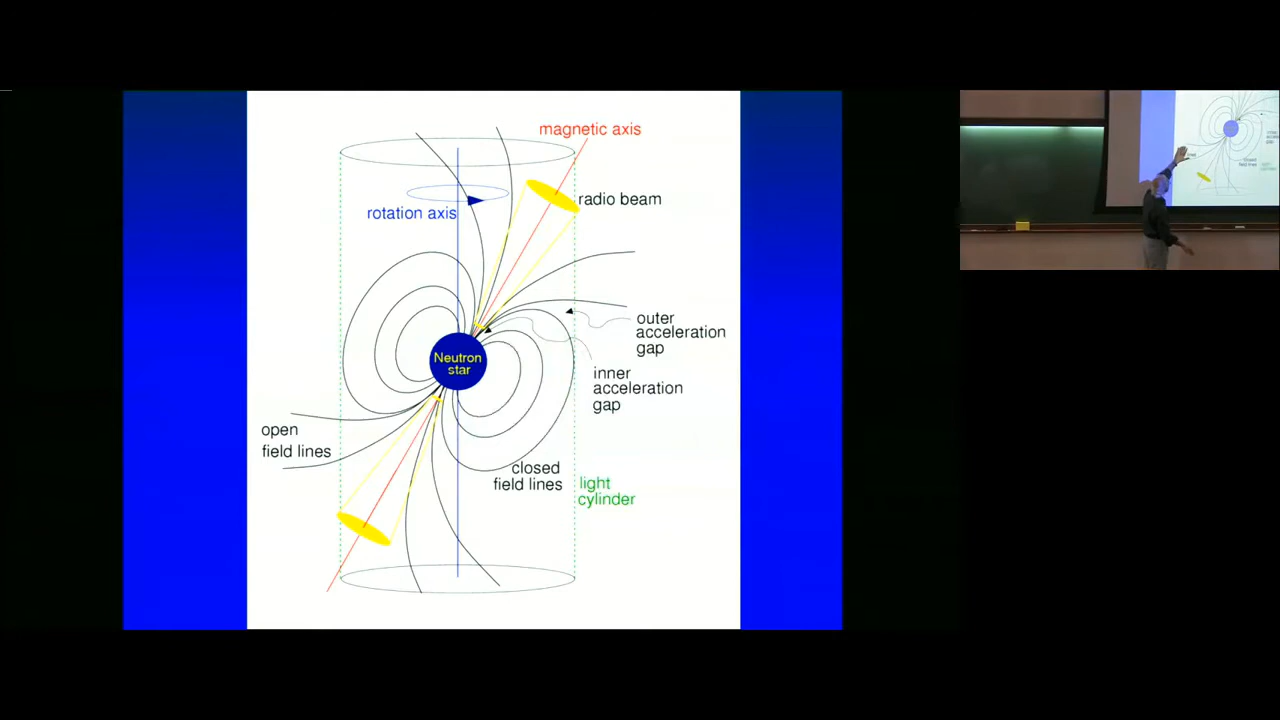 magnetic axis
radio beam
rotation axis
outer
acceleration
gap
Neutron
star
inner
acceleration
gap
open
field lines
closed
field lines
light
cylinder